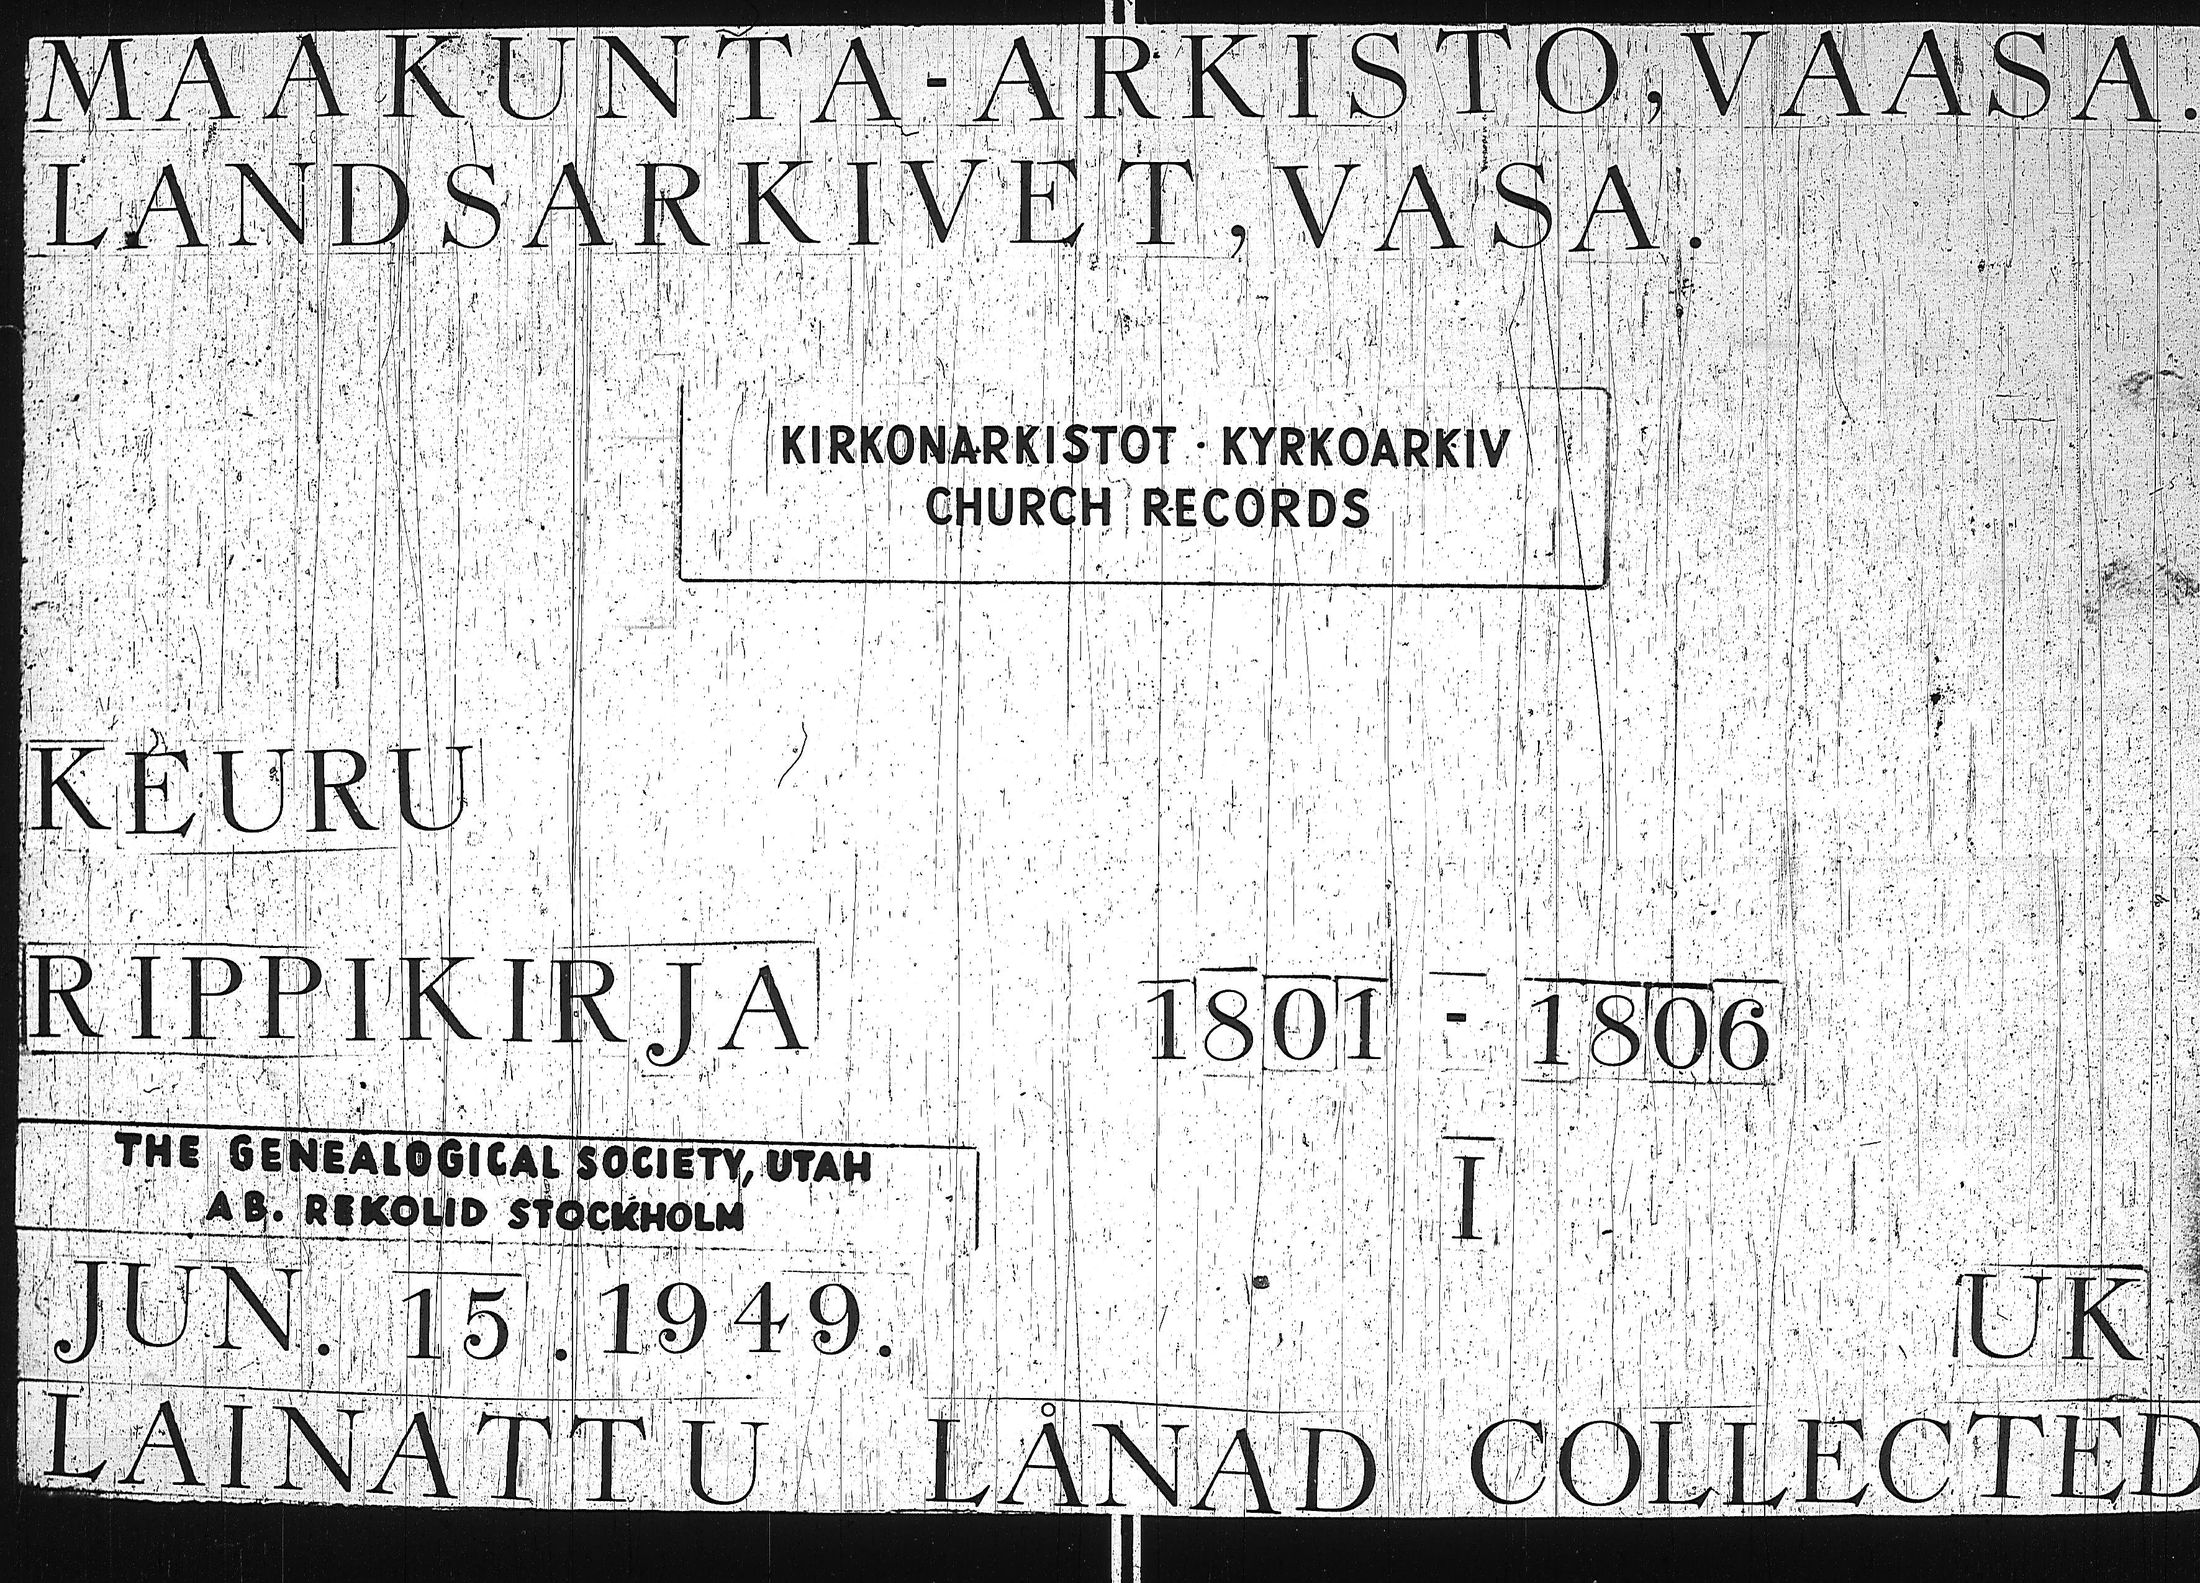 MAAKUNTA-ARKISTO, VAASA.
LANDSARKIVET, VASA.
KIRKONARKISTOT · KYRKOARKIV
CHURCH RECORDS
KEURU
RIPPIKIRJA 1801 - 1806
I
THE GENEALOGICAL SOCIETY, UTAH
AB. REKOLID STOCKHOLM
JUN. 15. 1949. UK
LAINATTU LÅNAD COLLECTED